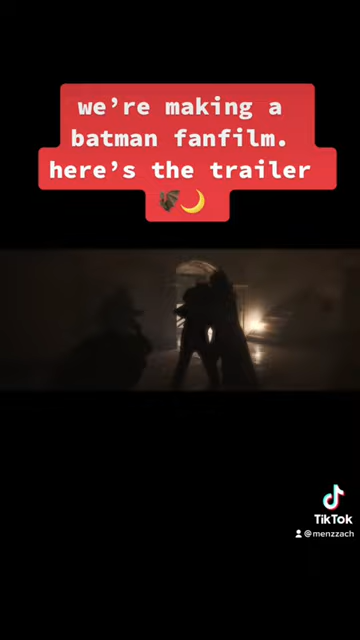 we’re making a
batman fanfilm.
here’s the trailer
🦇🌙
TikTok
@menzzach